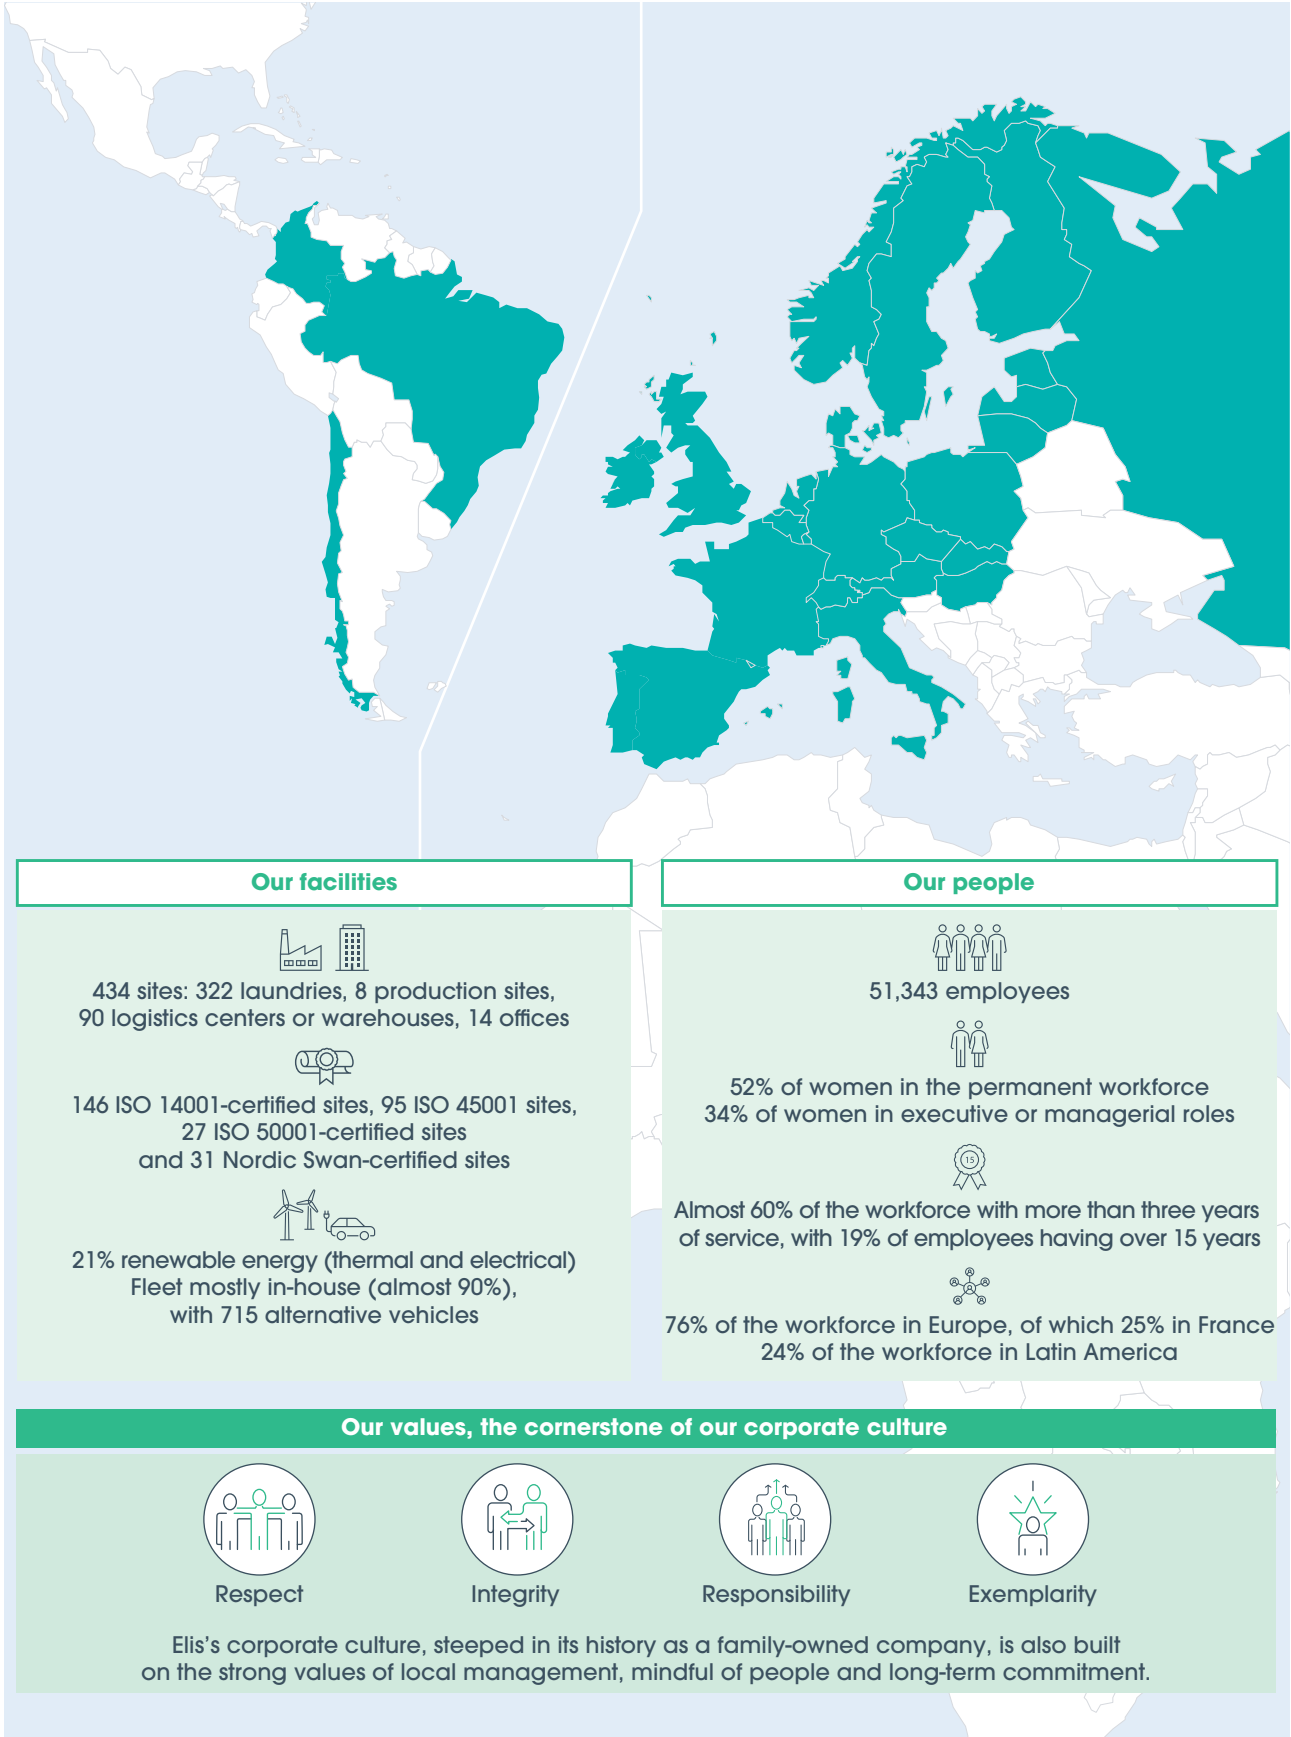 Our facilities
434 sites: 322 laundries, 8 production sites,
90 logistics centers or warehouses, 14 offices
146 ISO 14001-certified sites, 95 ISO 45001 sites,
27 ISO 50001-certified sites
and 31 Nordic Swan-certified sites
21% renewable energy (thermal and electrical)
Fleet mostly in-house (almost 90%),
with 715 alternative vehicles
Our people
51,343 employees
52% of women in the permanent workforce
34% of women in executive or managerial roles
15
Almost 60% of the workforce with more than three years
of service, with 19% of employees having over 15 years
76% of the workforce in Europe, of which 25% in France
24% of the workforce in Latin America
Our values, the cornerstone of our corporate culture
Respect
Integrity
Responsibility
Exemplarity
Elis's corporate culture, steeped in its history as a family-owned company, is also built
on the strong values of local management, mindful of people and long-term commitment.